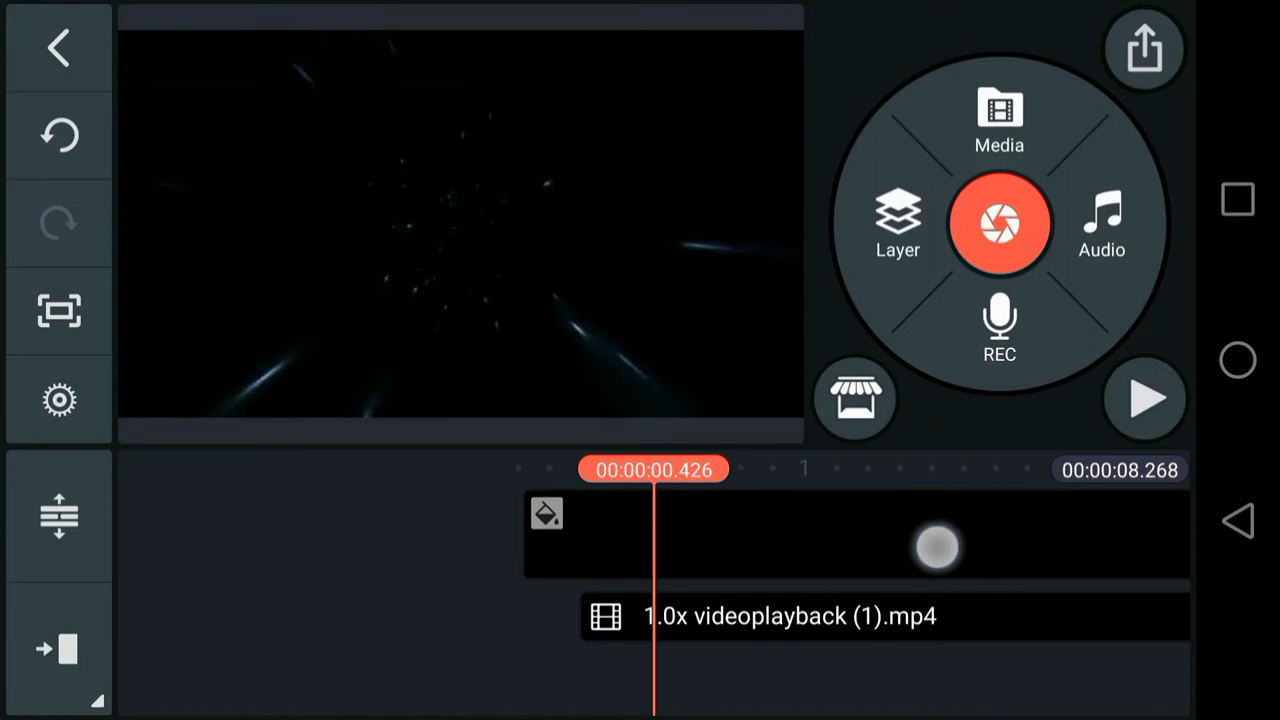 Media
Layer
Audio
REC
00:00:00.426
1
00:00:08.268
1.0x videoplayback (1).mp4